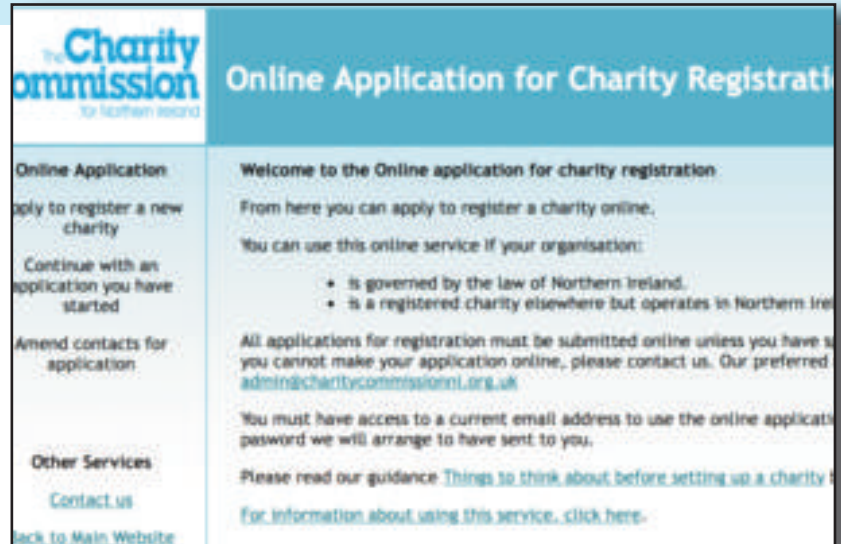 The Charity
ommission
for Northern Ireland
Online Application for Charity Registrati
Online Application
pply to register a new
charity
Continue with an
application you have
started
Amend contacts for
application
Other Services
Contact us
Back to Main Website
Welcome to the Online application for charity registration
From here you can apply to register a charity online.
You can use this online service if your organisation:
• is governed by the law of Northern Ireland.
• is a registered charity elsewhere but operates in Northern Irel
All applications for registration must be submitted online unless you have s
you cannot make your application online, please contact us. Our preferred
admin@charitycommissionni.org.uk
You must have access to a current email address to use the online applicati
pasword we will arrange to have sent to you.
Please read our guidance Things to think about before setting up a charity b
For information about using this service, click here.